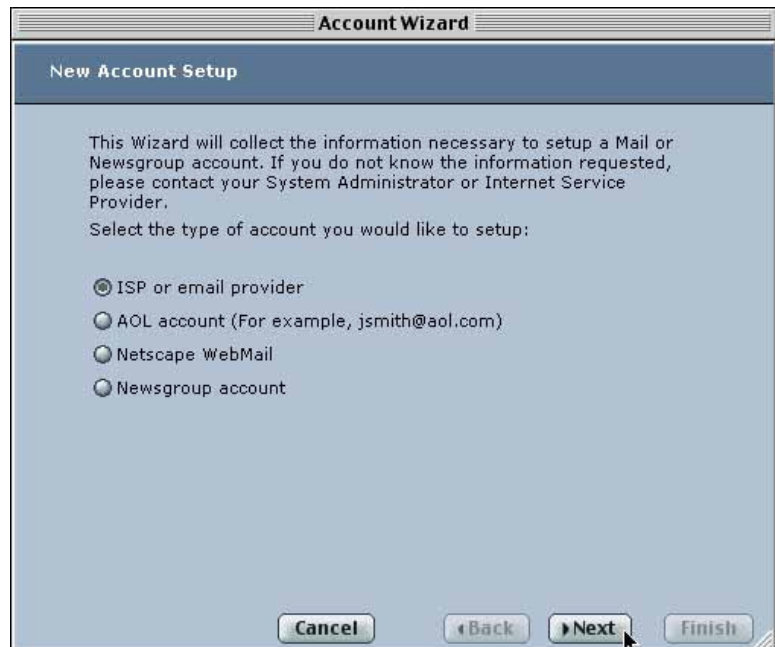 Account Wizard
New Account Setup
This Wizard will collect the information necessary to setup a Mail or
Newsgroup account. If you do not know the information requested,
please contact your System Administrator or Internet Service
Provider.
Select the type of account you would like to setup:
ISP or email provider
AOL account (For example, jsmith@aol.com)
Netscape WebMail
Newsgroup account
Cancel Back Next Finish